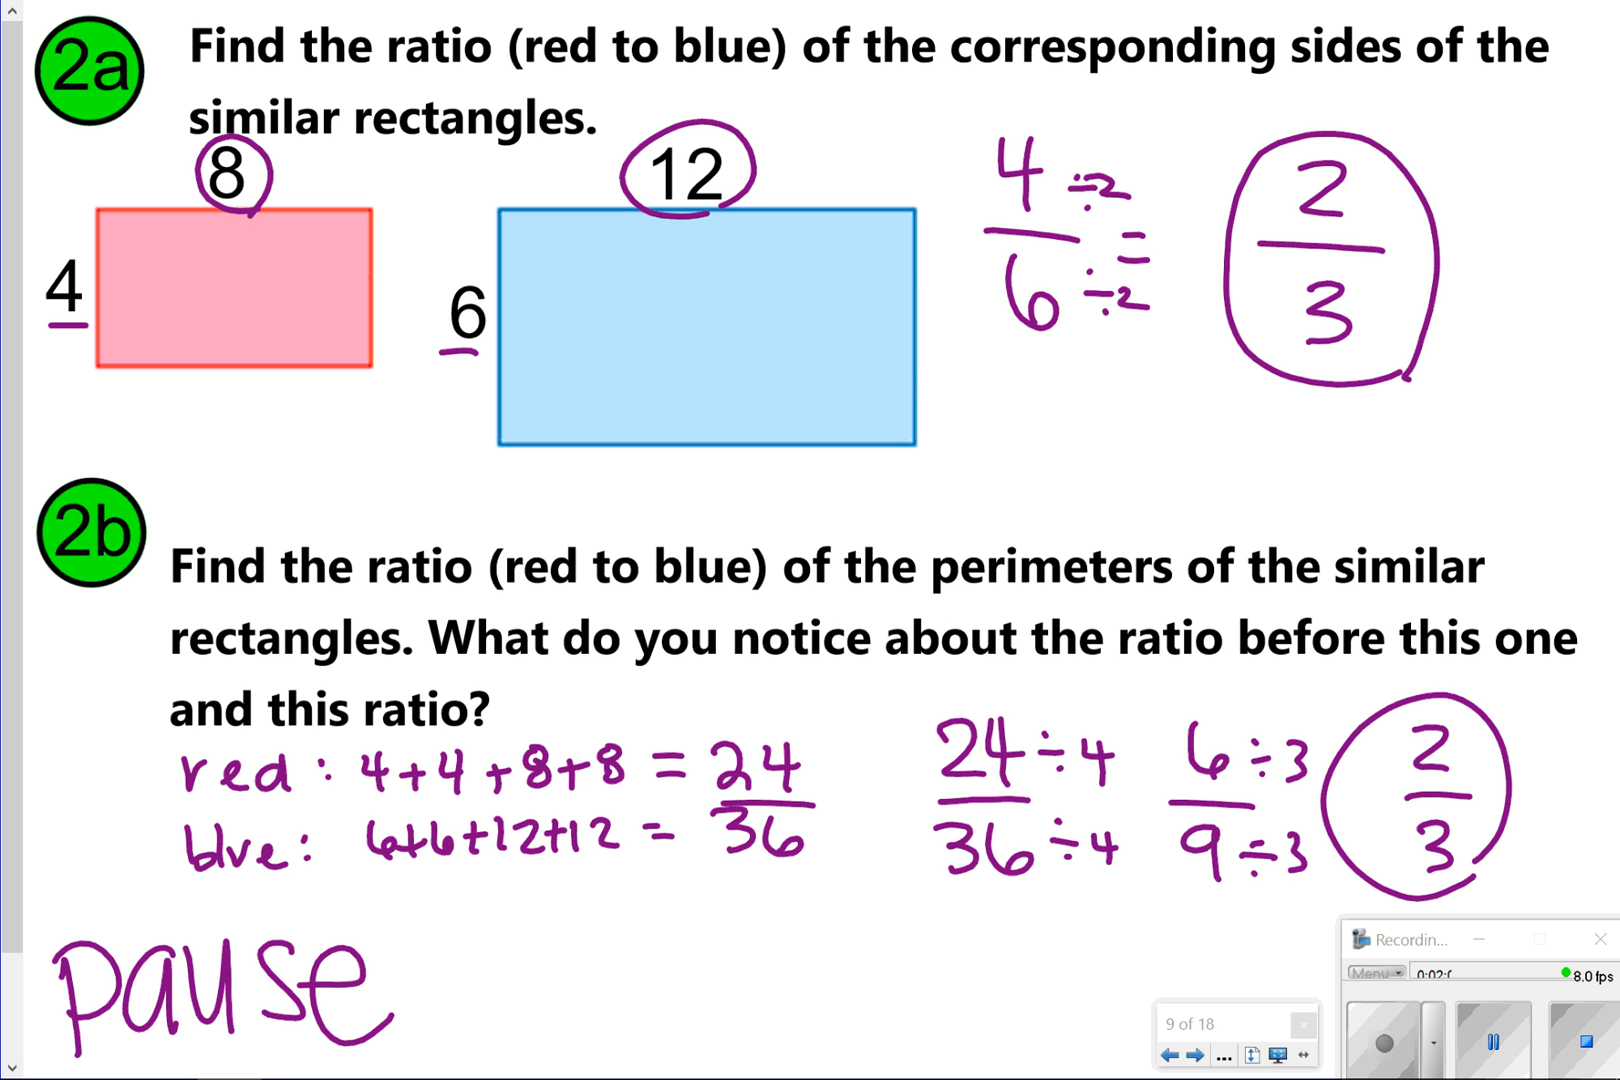 2a
Find the ratio (red to blue) of the corresponding sides of the
similar rectangles.
8
12
4
6
4 ÷2
6 ÷2
=
2
3
2b
Find the ratio (red to blue) of the perimeters of the similar
rectangles. What do you notice about the ratio before this one
and this ratio?
red: 4+4+8+8 = 24
blue: 6+6+12+12 = 36
24÷4
36÷4
6÷3
9÷3
2
3
pause
Recordin...
Menu
8.0 fps
9 of 18